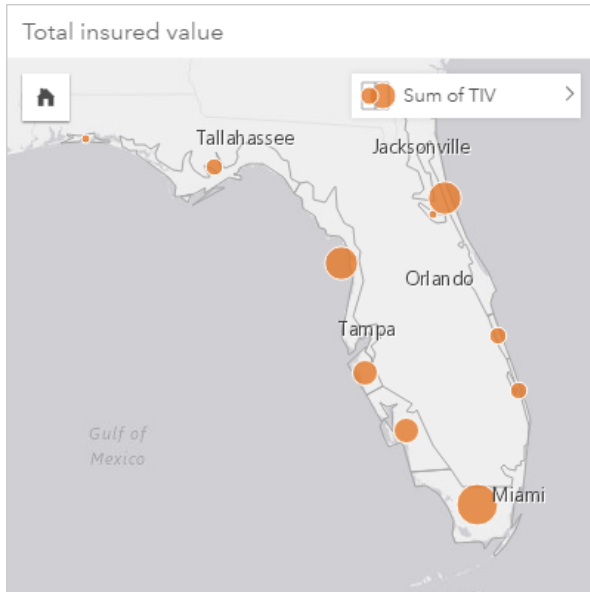 Total insured value
Sum of TIV
Tallahassee
Jacksonville
Orlando
Tampa
Gulf of
Mexico
Miami